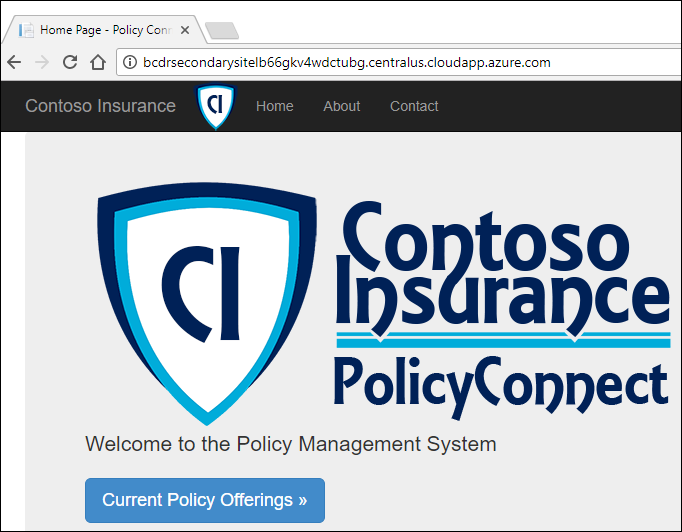 Home Page - Policy Conn
bcdrsecondarysitelb66gkv4wdctubg.centralus.cloudapp.azure.com
Contoso Insurance CI Home About Contact
CI
Contoso
Insurance
PolicyConnect
Welcome to the Policy Management System
Current Policy Offerings »